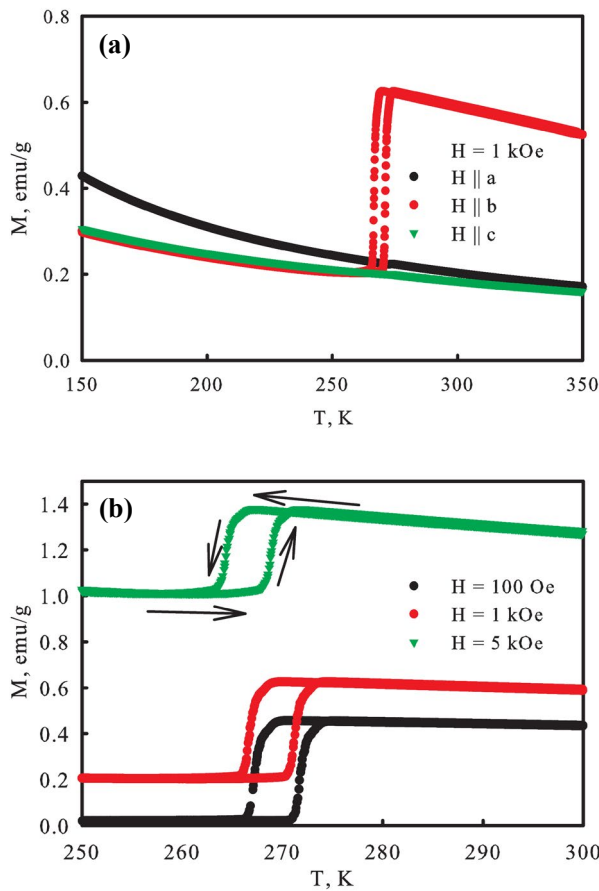 (a)
0.8
0.6
0.4
0.2
0.0
M, emu/g
H = 1 kOe
H || a
H || b
H || c
150 200 250 300 350
T, K
(b)
1.4
1.2
1.0
0.8
0.6
0.4
0.2
0.0
M, emu/g
H = 100 Oe
H = 1 kOe
H = 5 kOe
250 260 270 280 290 300
T, K